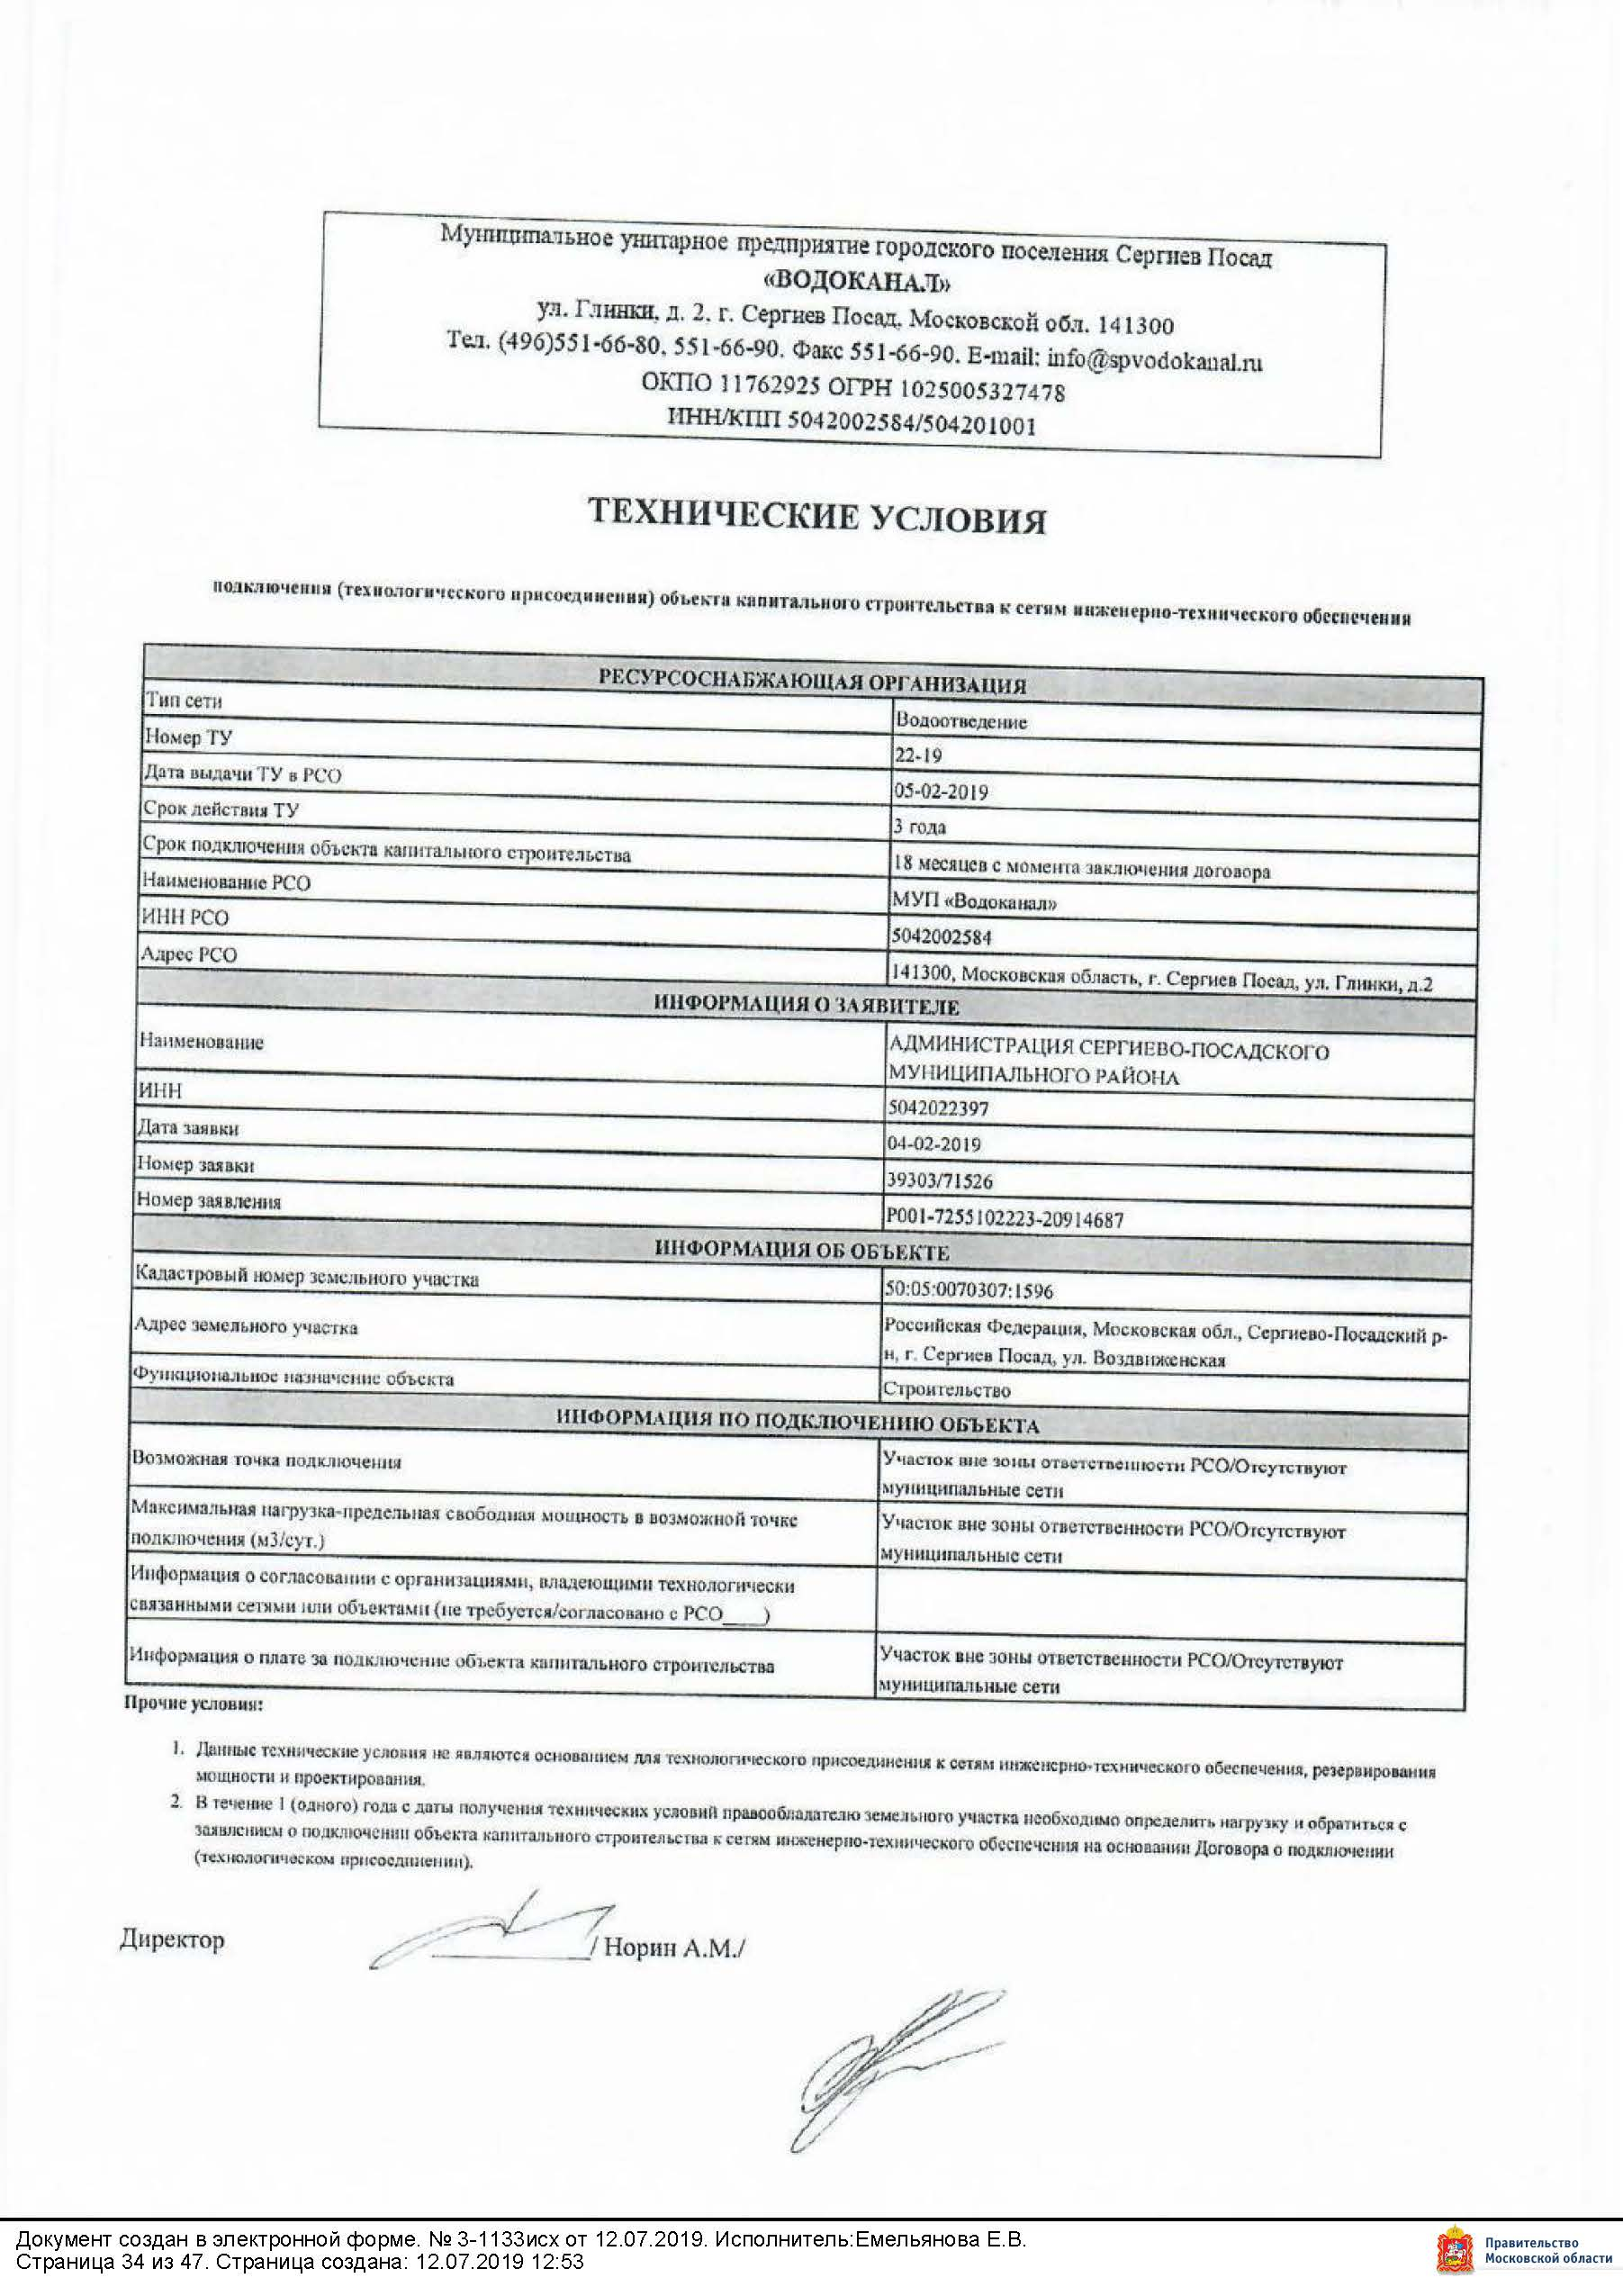 Муниципальное унитарное предприятие городского поселения Сергиев Посад
«ВОДОКАНАЛ»
ул. Глинки, д. 2, г. Сергиев Посад, Московской обл. 141300
Тел. (496)551-66-80, 551-66-90. Факс 551-66-90. E-mail: info@spvodokanal.ru
ОКПО 11762925 ОГРН 1025005327478
ИНН/КПП 5042002584/504201001
ТЕХНИЧЕСКИЕ УСЛОВИЯ
подключения (технологического присоединения) объекта капитального строительства к сетям инженерно-технического обеспечения
РЕСУРСОСНАБЖАЮЩАЯ ОРГАНИЗАЦИЯ
Тип сети
Водоотведение
Номер ТУ
22-19
Дата выдачи ТУ в РСО
05-02-2019
Срок действия ТУ
3 года
Срок подключения объекта капитального строительства
18 месяцев с момента заключения договора
Наименование РСО
МУП «Водоканал»
ИНН РСО
5042002584
Адрес РСО
141300, Московская область, г. Сергиев Посад, ул. Глинки, д.2
ИНФОРМАЦИЯ О ЗАЯВИТЕЛЕ
Наименование
АДМИНИСТРАЦИЯ СЕРГИЕВО-ПОСАДСКОГО
МУНИЦИПАЛЬНОГО РАЙОНА
ИНН
5042022397
Дата заявки
04-02-2019
Номер заявки
39303/71526
Номер заявления
P001-7255102223-20914687
ИНФОРМАЦИЯ ОБ ОБЪЕКТЕ
Кадастровый номер земельного участка
50:05:0070307:1596
Адрес земельного участка
Российская Федерация, Московская обл., Сергиево-Посадский р-
н, г. Сергиев Посад, ул. Воздвиженская
Функциональное назначение объекта
Строительство
ИНФОРМАЦИЯ ПО ПОДКЛЮЧЕНИЮ ОБЪЕКТА
Возможная точка подключения
Участок вне зоны ответственности РСО/Отсутствуют
муниципальные сети
Максимальная нагрузка-предельная свободная мощность в возможной точке
подключения (м3/сут.)
Участок вне зоны ответственности РСО/Отсутствуют
муниципальные сети
Информация о согласовании с организациями, владеющими технологически
связанными сетями или объектами (не требуется/согласовано с РСО____)
Информация о плате за подключение объекта капитального строительства
Участок вне зоны ответственности РСО/Отсутствуют
муниципальные сети
Прочие условия:
1. Данные технические условия не являются основанием для технологического присоединения к сетям инженерно-технического обеспечения, резервирования
мощности и проектирования.
2. В течение 1 (одного) года с даты получения технических условий правообладателю земельного участка необходимо определить нагрузку и обратиться с
заявлением о подключении объекта капитального строительства к сетям инженерно-технического обеспечения на основании Договора о подключении
(технологическом присоединении).
Директор ____________/ Норин А.М./
Документ создан в электронной форме. № 3-1133исх от 12.07.2019. Исполнитель:Емельянова Е.В.
Страница 34 из 47. Страница создана: 12.07.2019 12:53
Правительство
Московской области